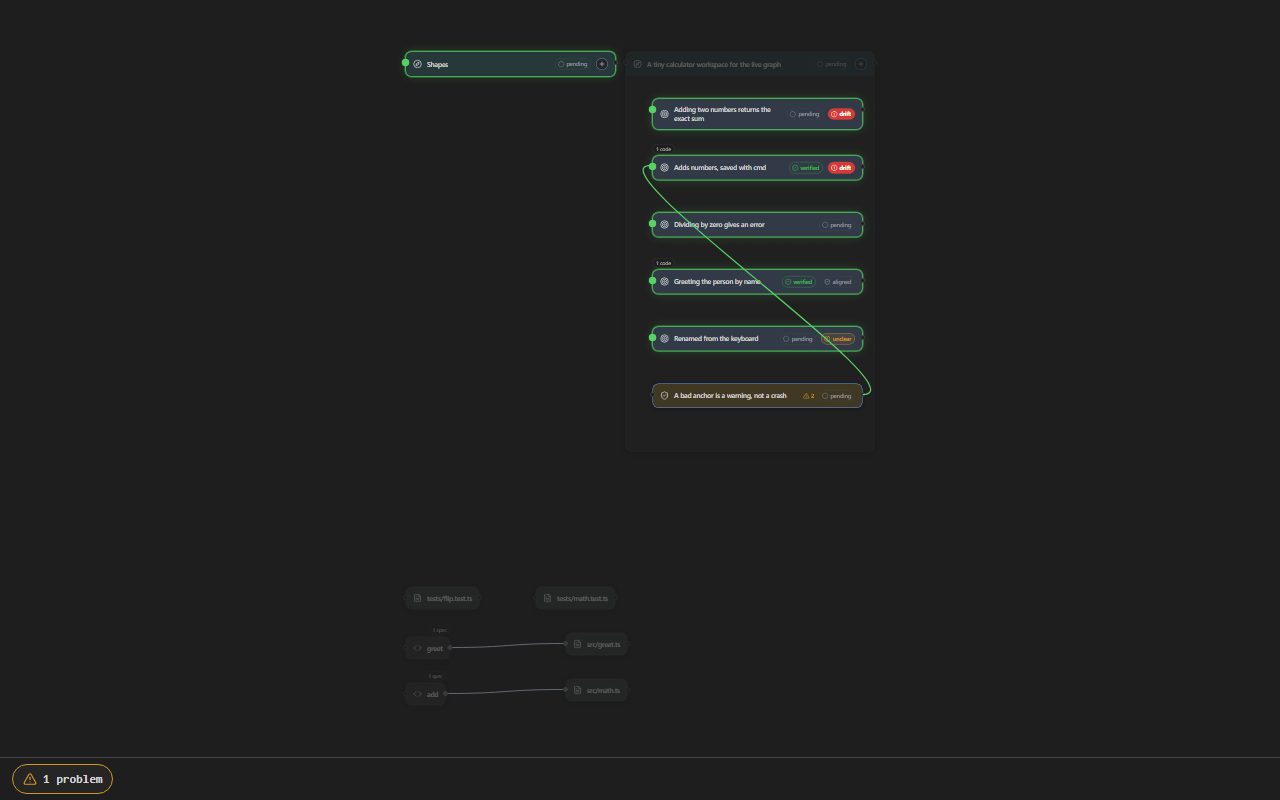 Shapes pending
A tiny calculator workspace for the live graph pending
Adding two numbers returns the
exact sum
pending drift
1 code
Adds numbers, saved with cmd verified drift
Dividing by zero gives an error pending
1 code
Greeting the person by name verified aligned
Renamed from the keyboard pending unclear
A bad anchor is a warning, not a crash 2 pending
tests/flip.test.ts tests/math.test.ts
1 spec
greet src/greet.ts
1 spec
add src/math.ts
1 problem